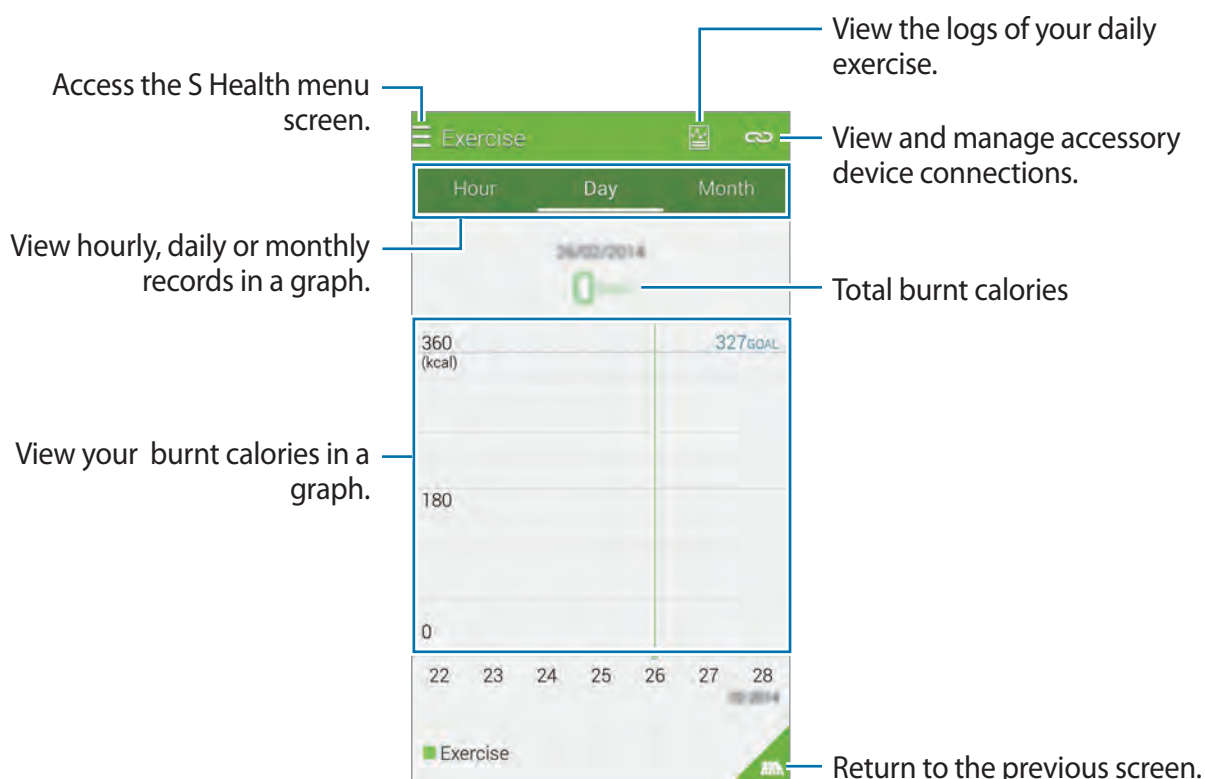 View the logs of your daily
exercise.
Access the S Health menu
screen.
Exercise
View and manage accessory
device connections.
Hour Day Month
View hourly, daily or monthly
records in a graph.
26/02/2014
0
Total burnt calories
360
(kcal)
327GOAL
View your  burnt calories in a
graph.
180
0
22 23 24 25 26 27 28
02/2014
Exercise
Return to the previous screen.